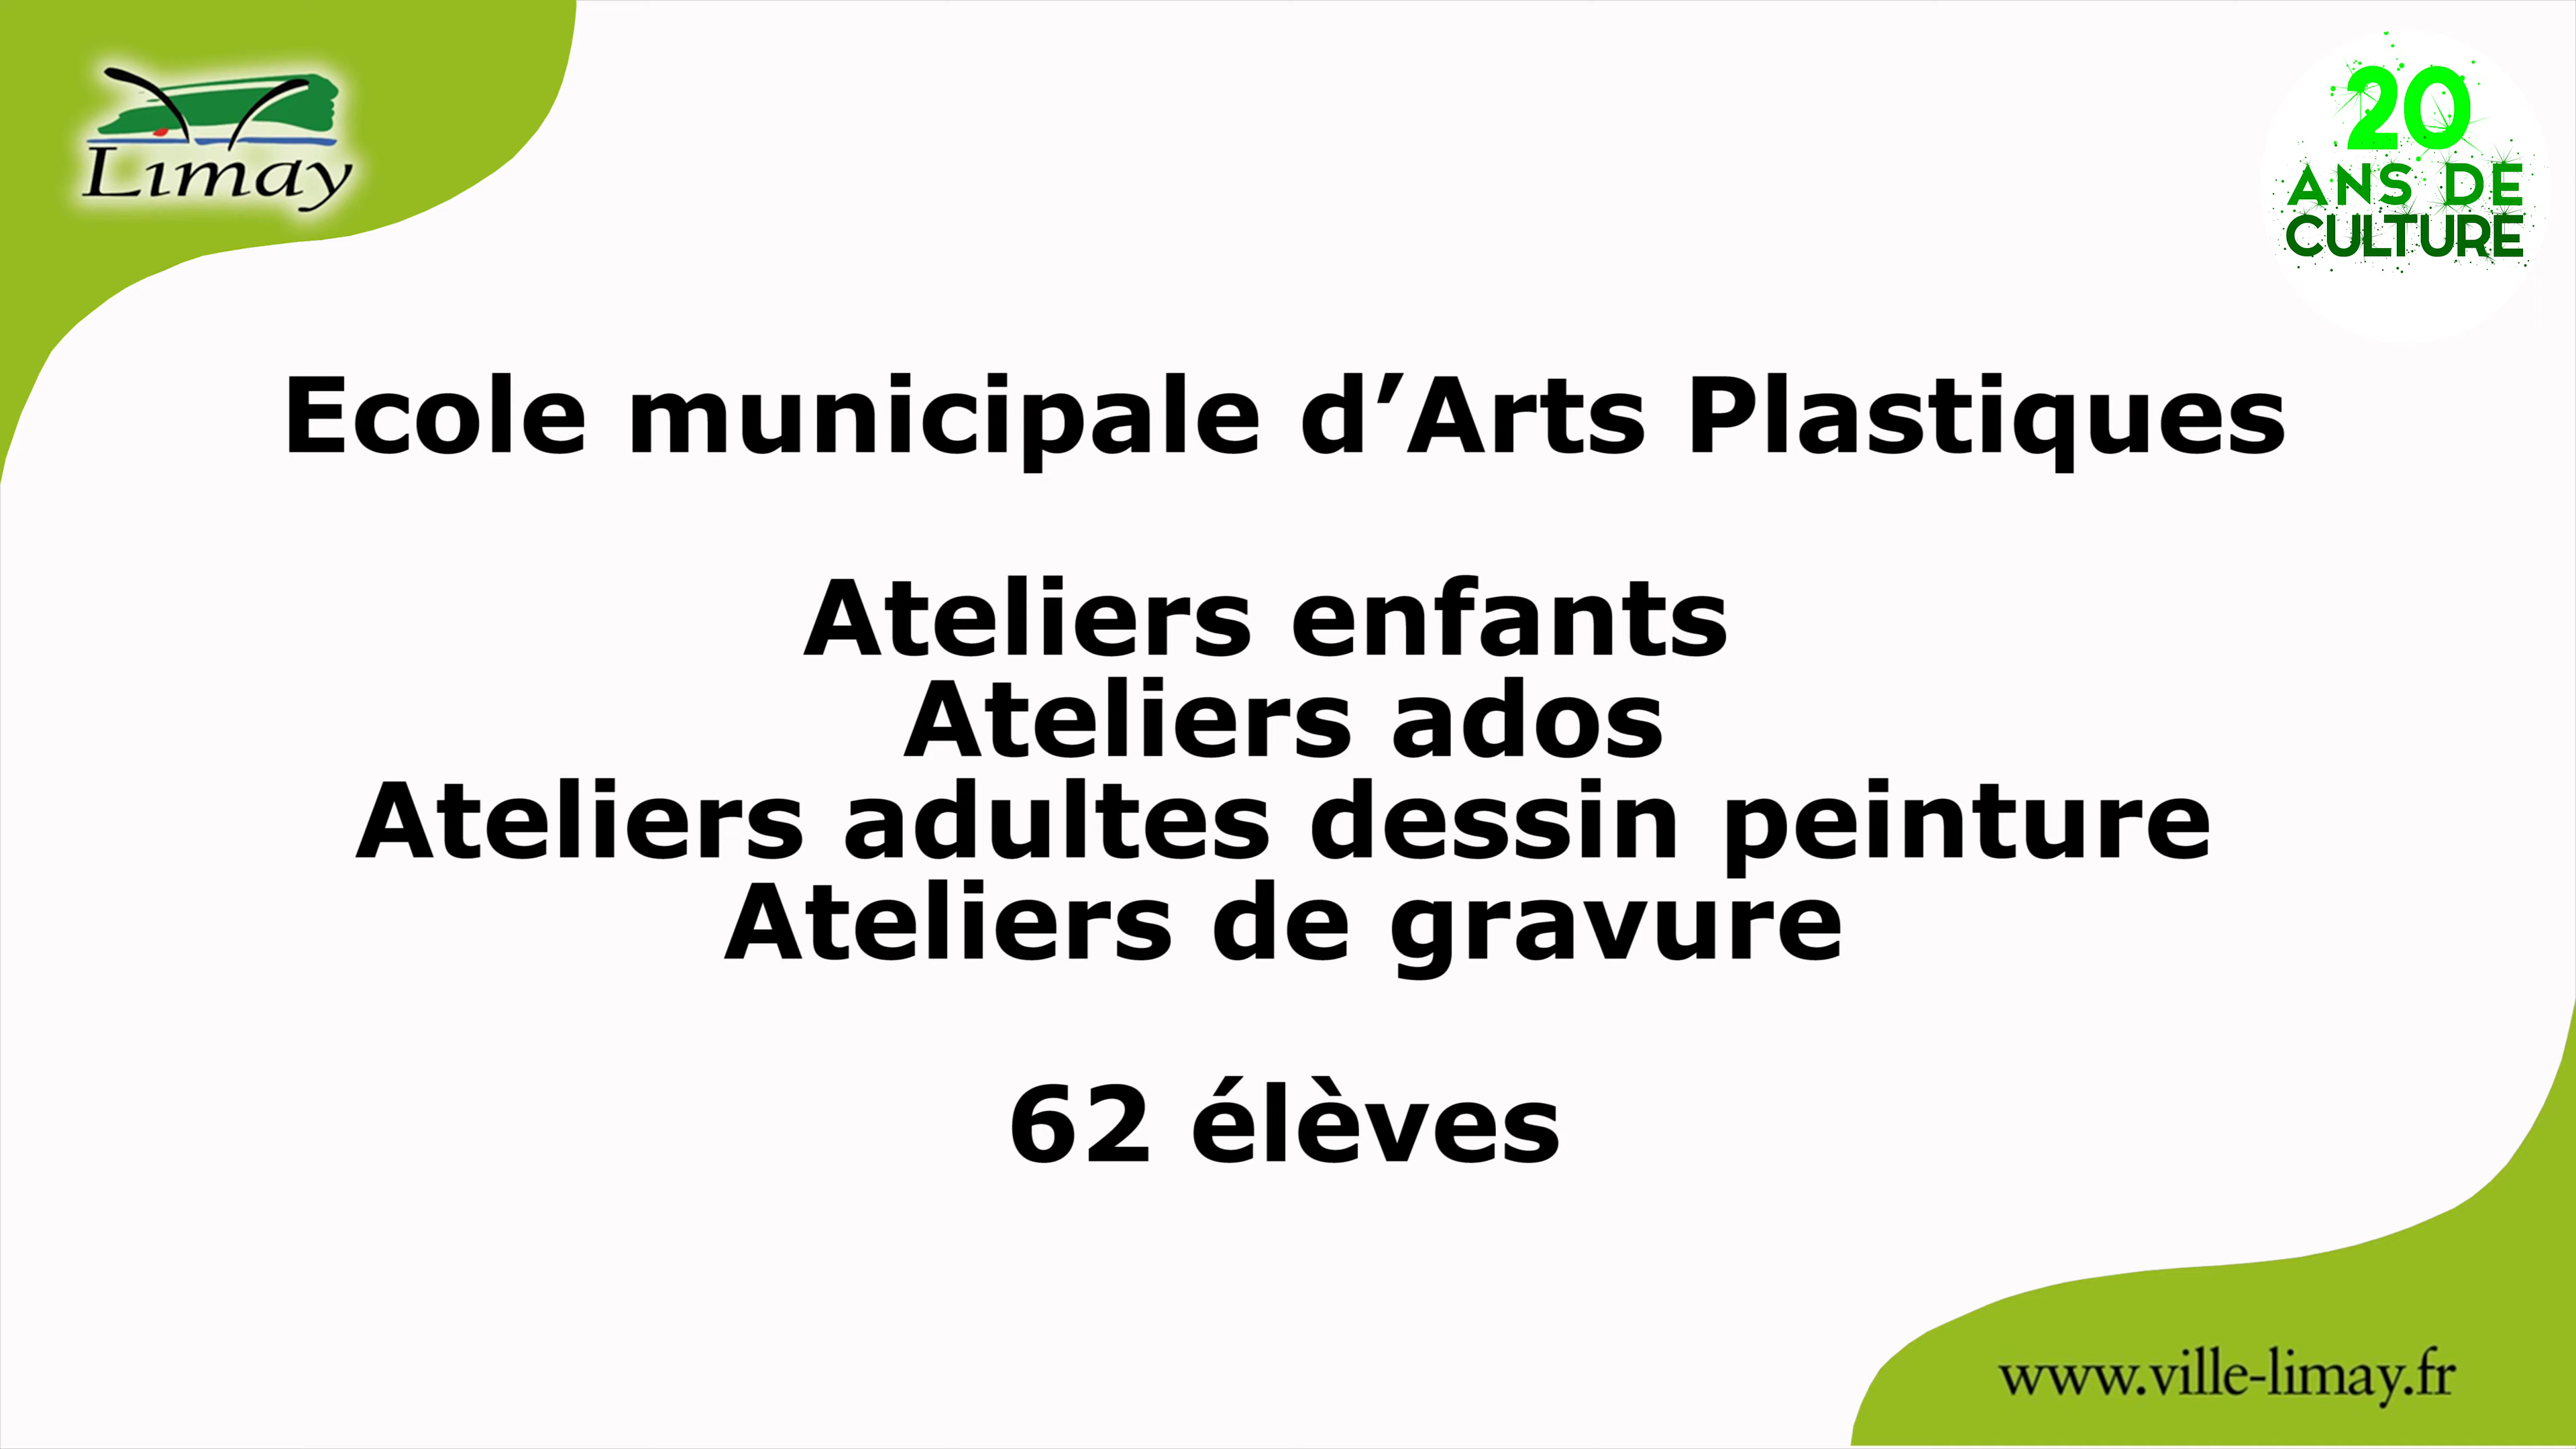 Limay
20
ANS DE
CULTURE
Ecole municipale d’Arts Plastiques
Ateliers enfants
Ateliers ados
Ateliers adultes dessin peinture
Ateliers de gravure
62 élèves
www.ville-limay.fr